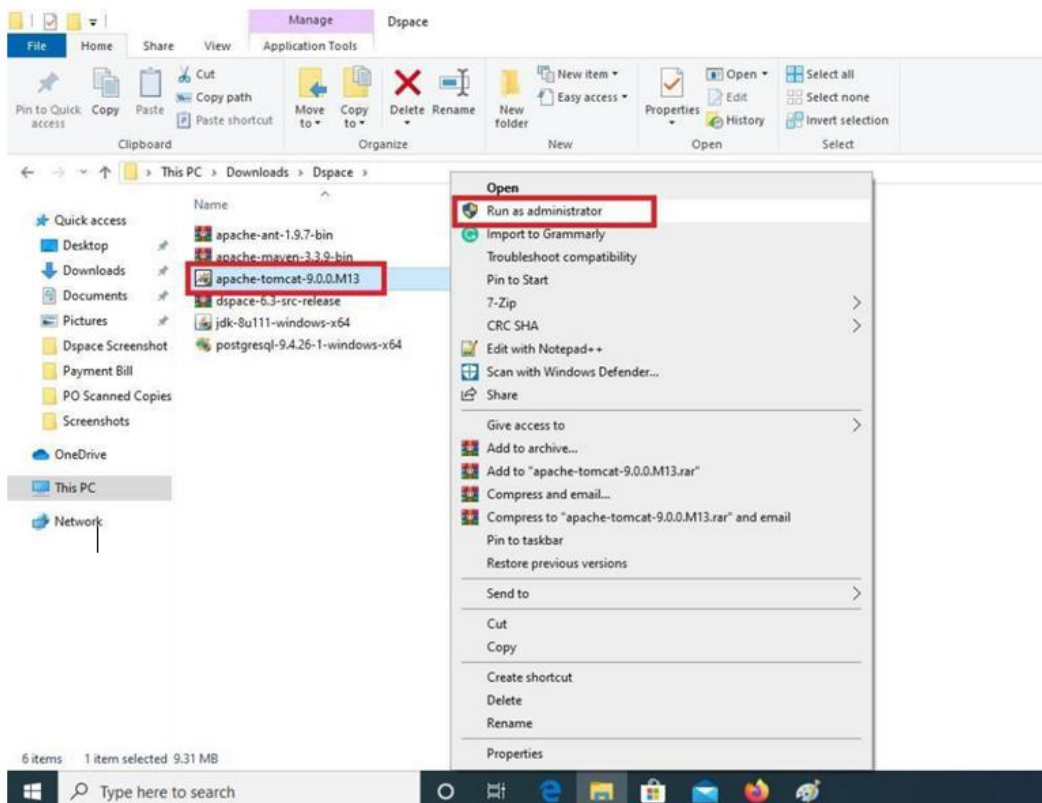 Manage
Dspace
File
Home
Share
View
Application Tools
Pin to Quick access
Copy
Paste
Cut
Copy path
Paste shortcut
Clipboard
Move to
Copy to
Delete
Rename
Organize
New folder
New item
Easy access
New
Properties
Open
Edit
History
Open
Select all
Select none
Invert selection
Select
This PC > Downloads > Dspace >
Quick access
Desktop
Downloads
Documents
Pictures
Dspace Screenshot
Payment Bill
PO Scanned Copies
Screenshots
OneDrive
This PC
Network
Name
apache-ant-1.9.7-bin
apache-maven-3.3.9-bin
apache-tomcat-9.0.0.M13
dspace-6.3-src-release
jdk-8u111-windows-x64
postgresql-9.4.26-1-windows-x64
Open
Run as administrator
Import to Grammarly
Troubleshoot compatibility
Pin to Start
7-Zip
CRC SHA
Edit with Notepad++
Scan with Windows Defender...
Share
Give access to
Add to archive...
Add to "apache-tomcat-9.0.0.M13.rar"
Compress and email...
Compress to "apache-tomcat-9.0.0.M13.rar" and email
Pin to taskbar
Restore previous versions
Send to
Cut
Copy
Create shortcut
Delete
Rename
Properties
6 items 1 item selected 9.31 MB
Type here to search